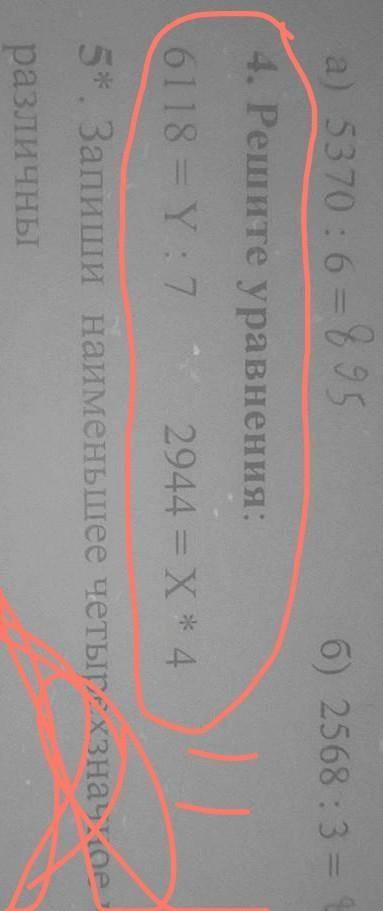 а) 5370 : 6 = 895 б) 2568 : 3 =
4. Решите уравнения:
6118 = Y : 7 2944 = X * 4
5*. Запиши наименьшее четырехзначное
различны